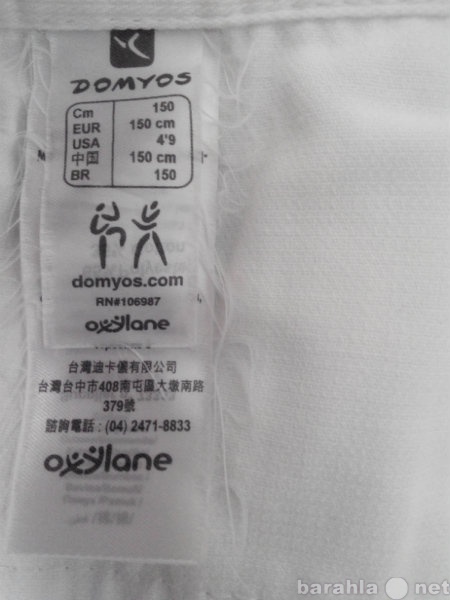 DOMYOS
Cm 150
EUR 150 cm
USA 4'9
中国 150 cm
BR 150
domyos.com
RN#106987
oxylane
台灣迪卡儂有限公司
台灣台中市408南屯區大墩南路
379號
諮詢電話 : (04) 2471-8833
oxylane
barahla net